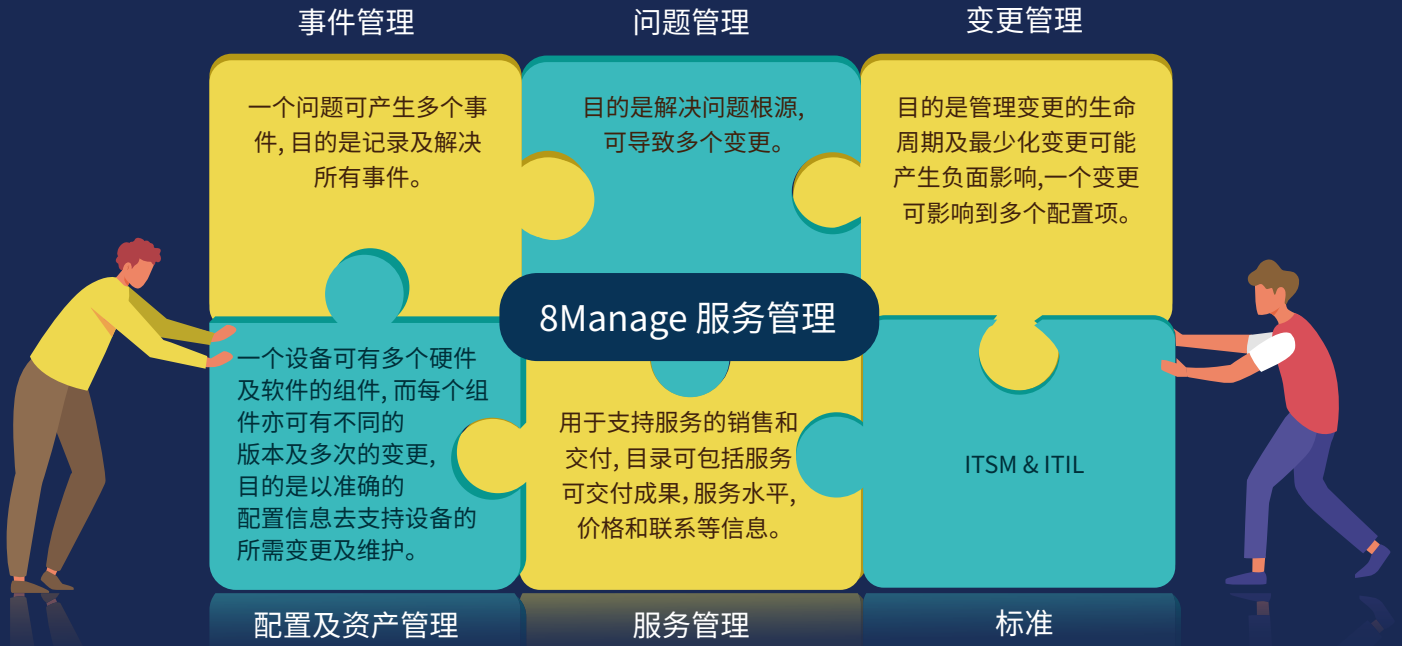 事件管理
问题管理
变更管理
一个问题可产生多个事
件, 目的是记录及解决
所有事件。
目的是解决问题根源,
可导致多个变更。
目的是管理变更的生命
周期及最少化变更可能
产生负面影响,一个变更
可影响到多个配置项。
8Manage 服务管理
一个设备可有多个硬件
及软件的组件, 而每个组
件亦可有不同的
版本及多次的变更,
目的是以准确的
配置信息去支持设备的
所需变更及维护。
用于支持服务的销售和
交付, 目录可包括服务
可交付成果, 服务水平,
价格和联系等信息。
ITSM & ITIL
配置及资产管理
服务管理
标准